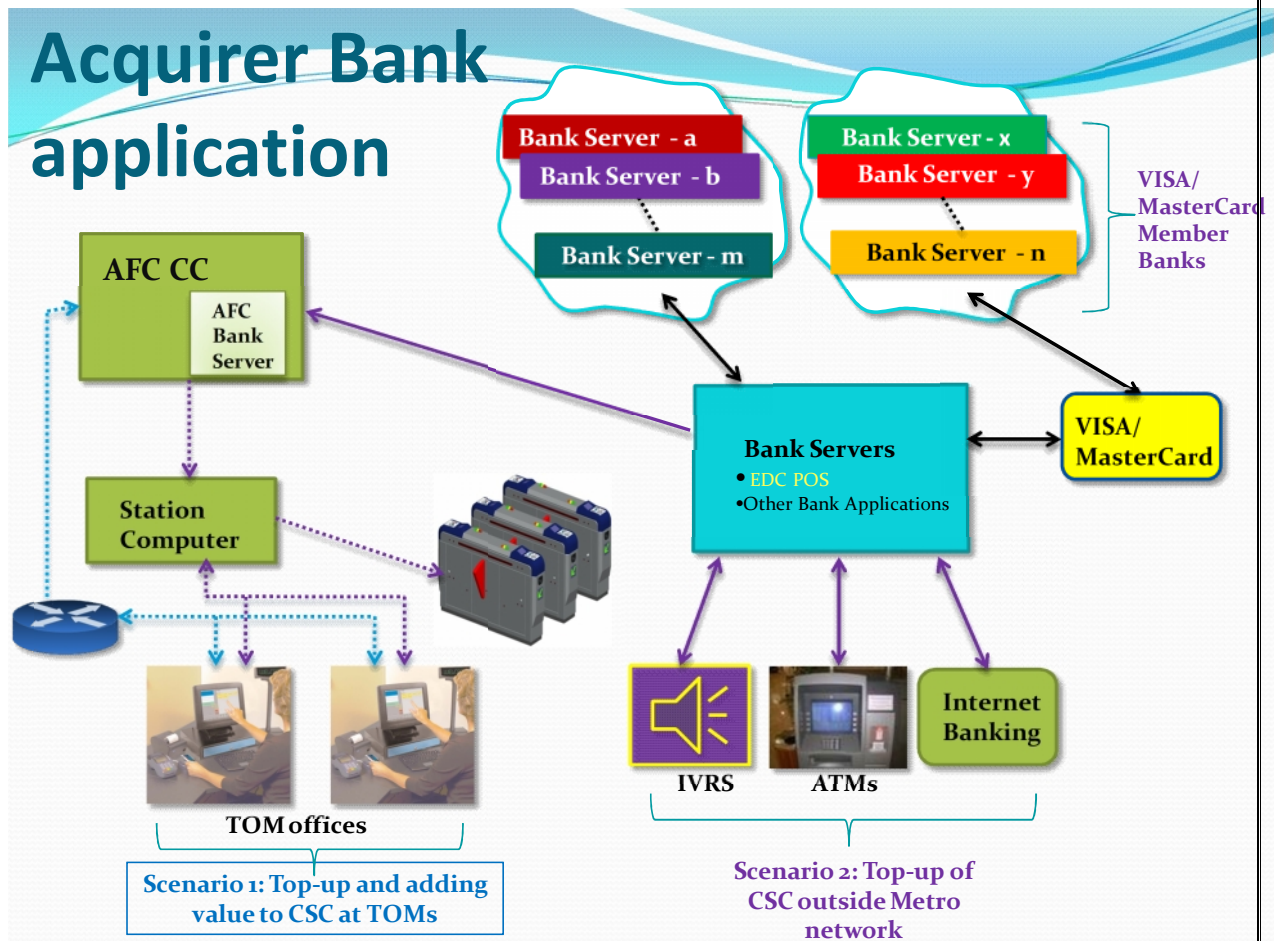 Acquirer Bank
application
Bank Server - a
Bank Server - b
Bank Server - m
Bank Server - x
Bank Server - y
Bank Server - n
VISA/
MasterCard
Member
Banks
AFC CC
AFC
Bank
Server
Bank Servers
• EDC POS
•Other Bank Applications
VISA/
MasterCard
Station
Computer
Internet
Banking
IVRS
ATMs
TOM offices
Scenario 1: Top-up and adding
value to CSC at TOMs
Scenario 2: Top-up of
CSC outside Metro
network